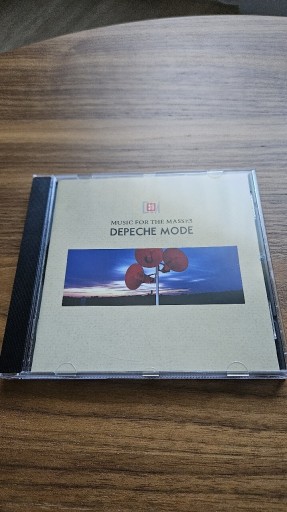 MUSIC FOR THE MASSES
DEPECHE MODE